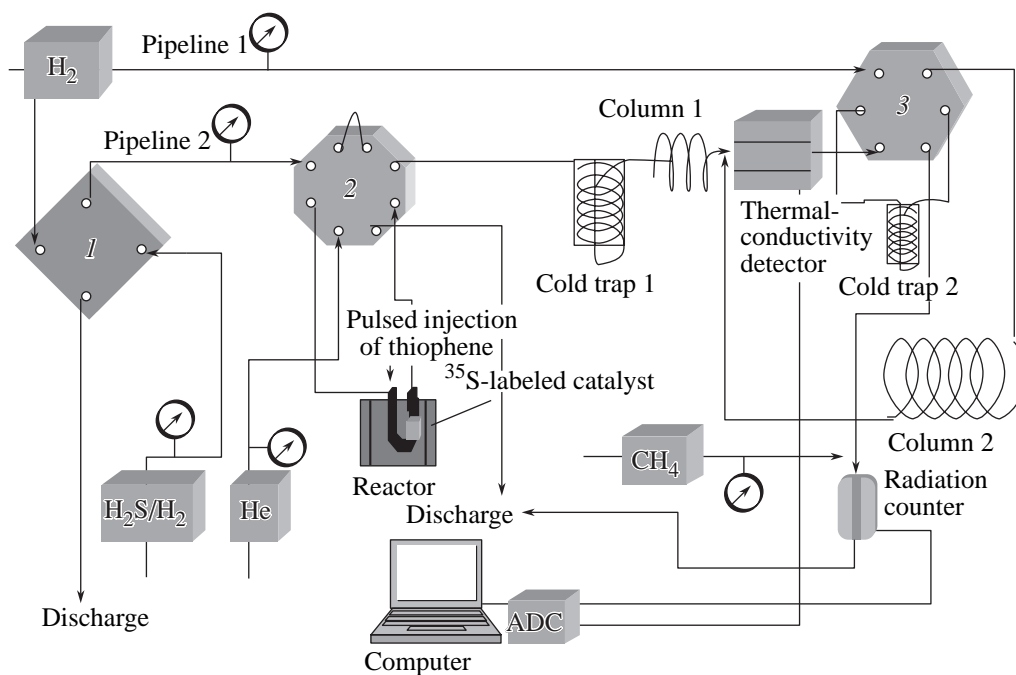 Pipeline 1
H₂
3
Column 1
Pipeline 2
2
Thermal-
conductivity
detector
1
Cold trap 1
Cold trap 2
Pulsed injection
of thiophene
³⁵S-labeled catalyst
Column 2
CH₄
Reactor
Radiation
counter
H₂S/H₂
He
Discharge
Discharge
ADC
Computer